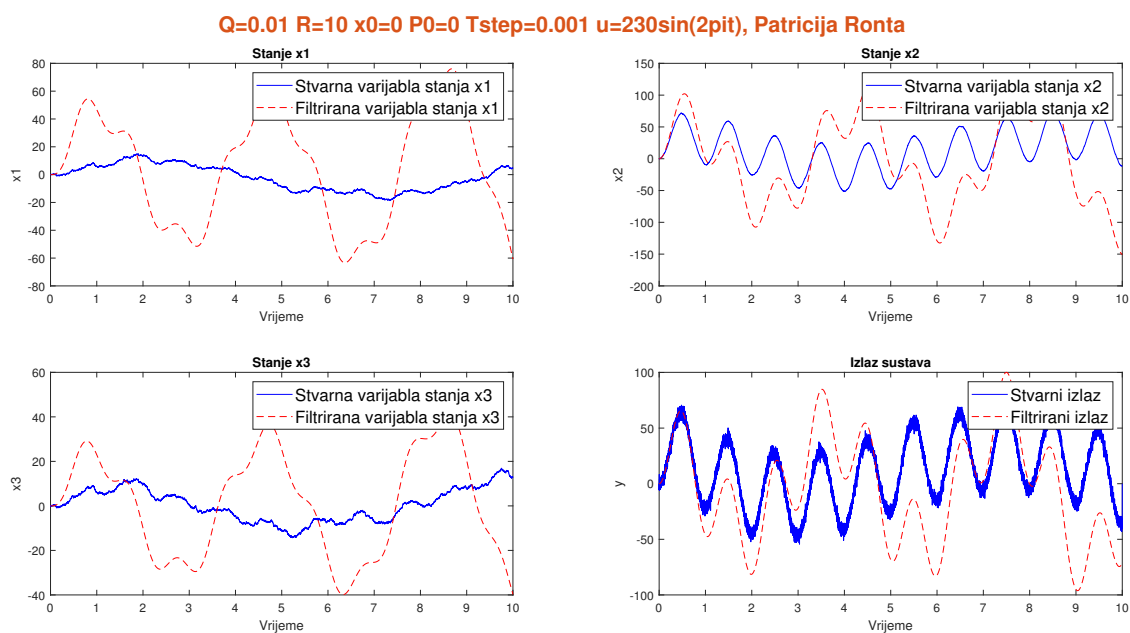 Q=0.01 R=10 x0=0 P0=0 Tstep=0.001 u=230sin(2pit), Patricija Ronta
Stanje x1
80
60
40
20
0
-20
-40
-60
-80
x1
Stvarna varijabla stanja x1
Filtrirana varijabla stanja x1
0 1 2 3 4 5 6 7 8 9 10
Vrijeme
Stanje x2
150
100
50
0
-50
-100
-150
-200
x2
Stvarna varijabla stanja x2
Filtrirana varijabla stanja x2
0 1 2 3 4 5 6 7 8 9 10
Vrijeme
Stanje x3
60
40
20
0
-20
-40
x3
Stvarna varijabla stanja x3
Filtrirana varijabla stanja x3
0 1 2 3 4 5 6 7 8 9 10
Vrijeme
Izlaz sustava
100
50
0
-50
-100
y
Stvarni izlaz
Filtrirani izlaz
0 1 2 3 4 5 6 7 8 9 10
Vrijeme